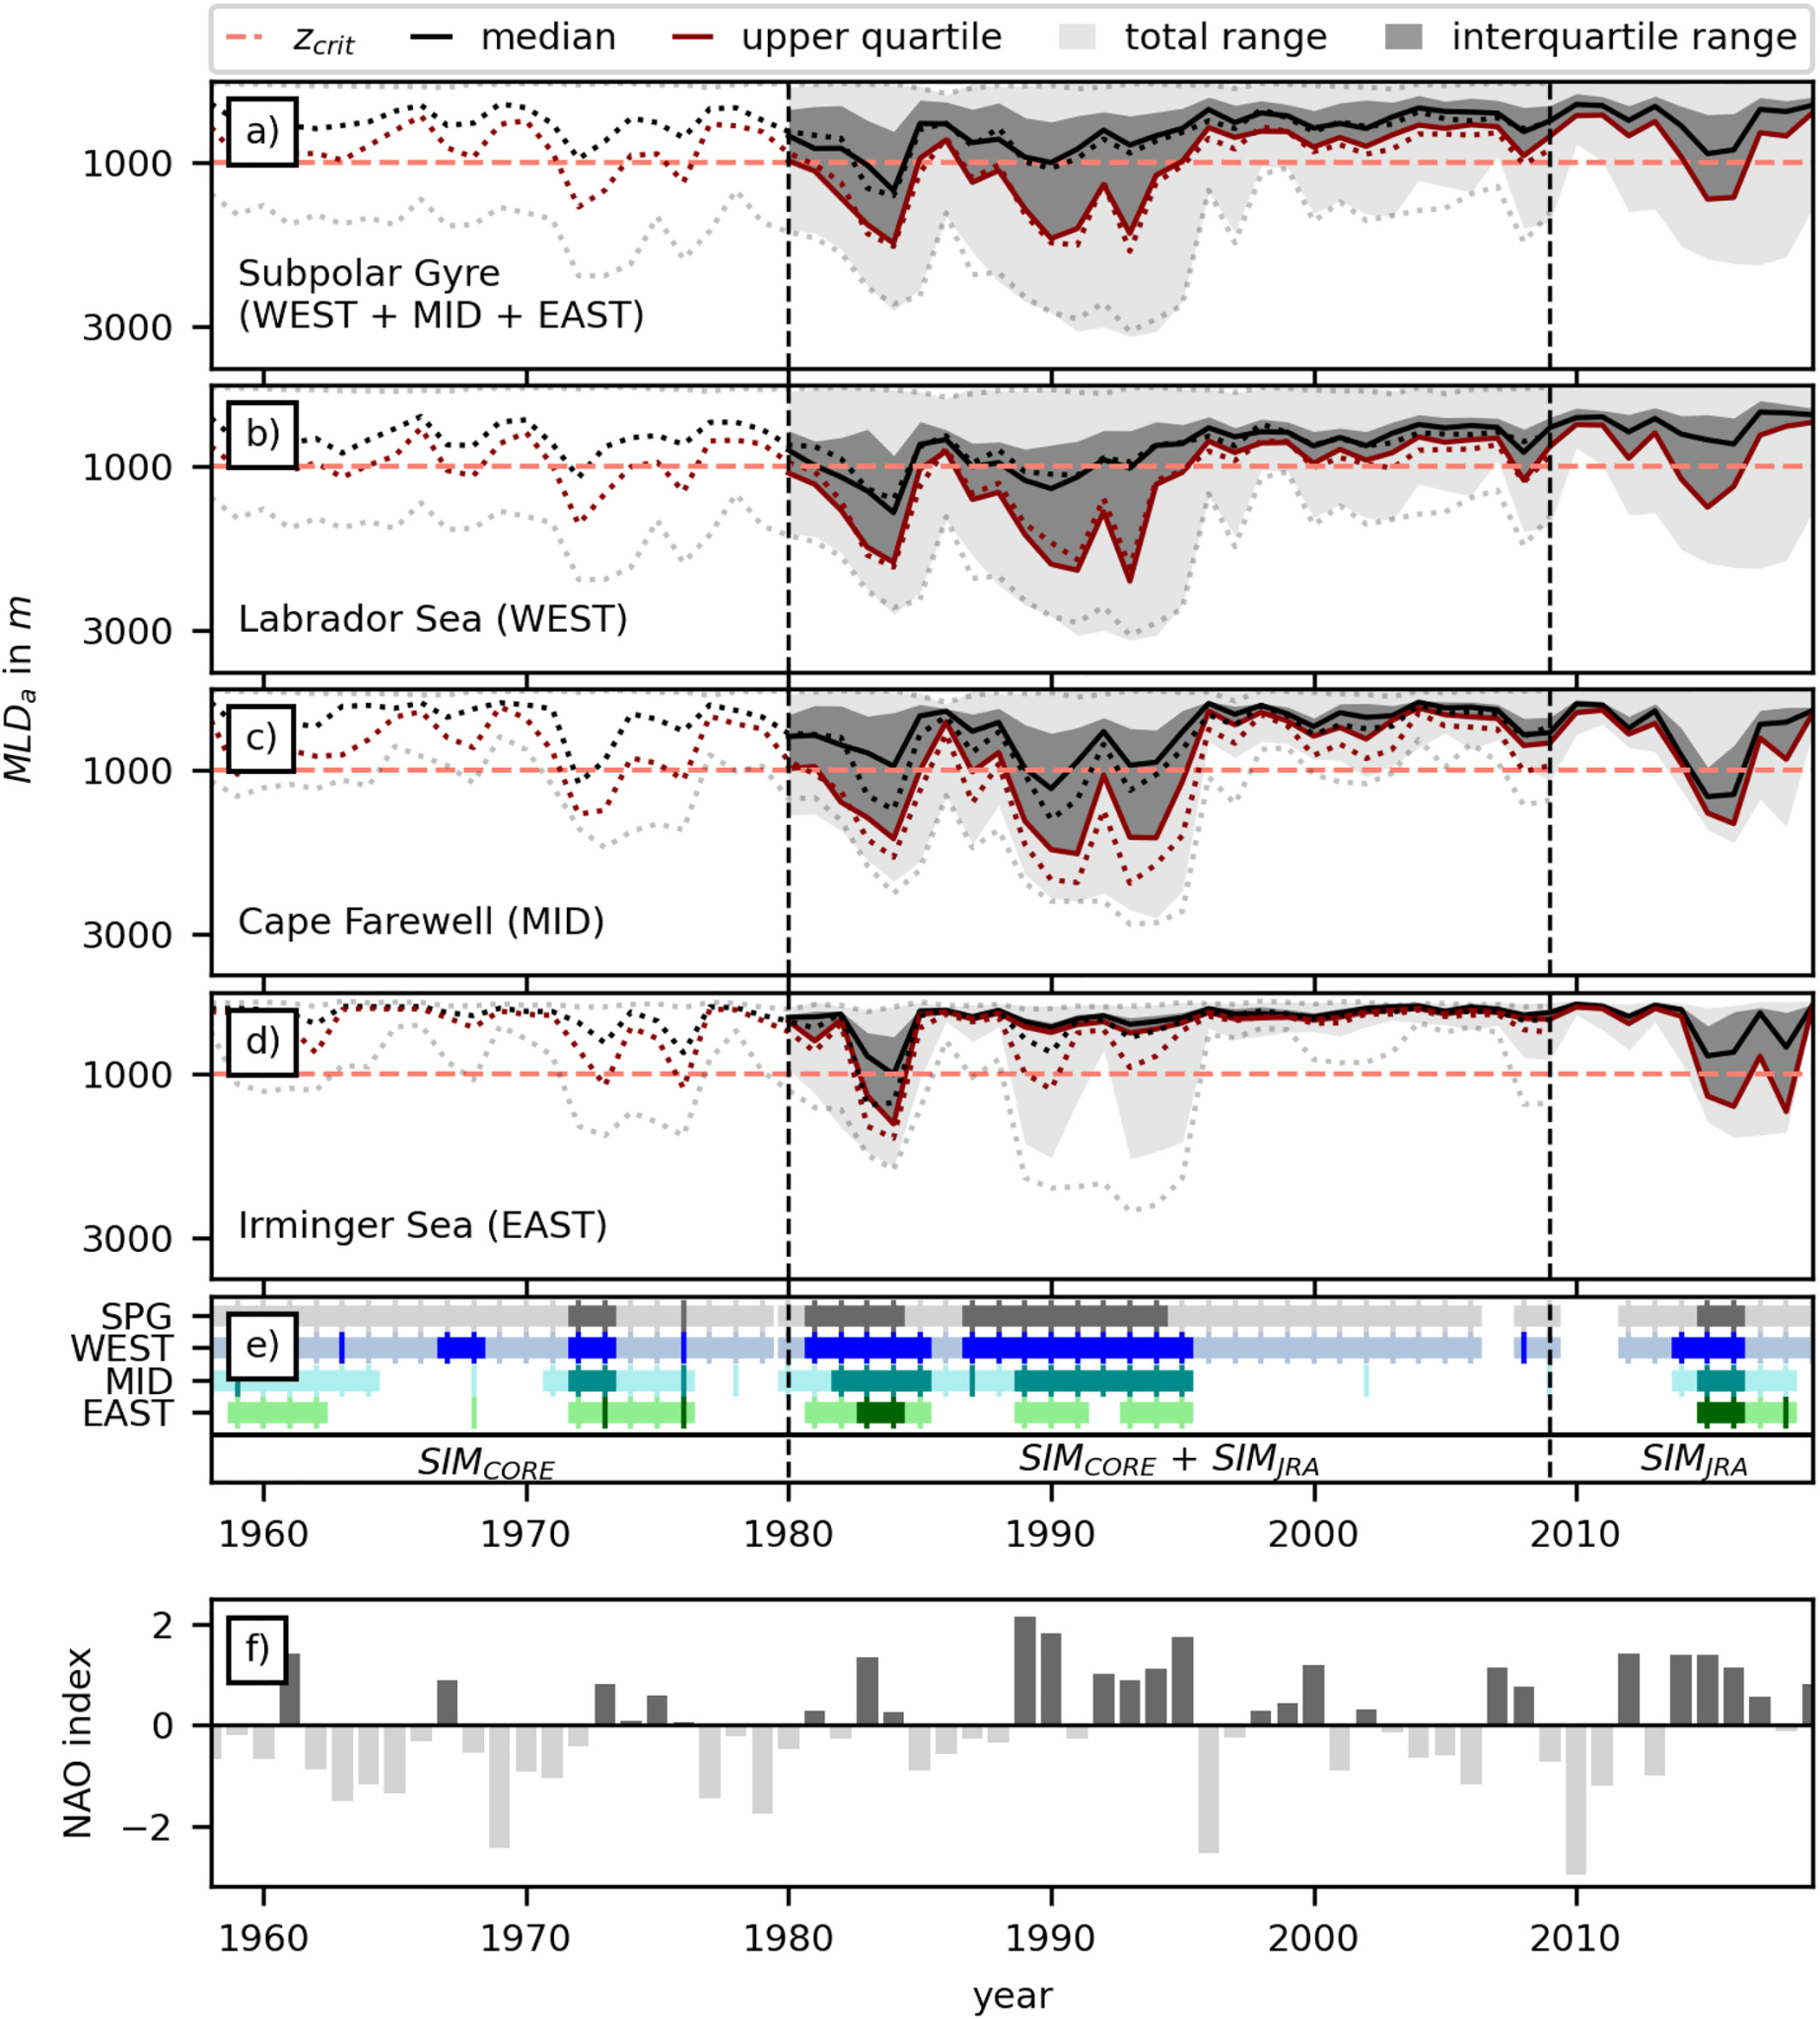 z_crit median upper quartile total range interquartile range
a)
1000
3000
Subpolar Gyre
(WEST + MID + EAST)
b)
1000
3000
Labrador Sea (WEST)
MLD_a in m
c)
1000
3000
Cape Farewell (MID)
d)
1000
3000
Irminger Sea (EAST)
e)
SPG
WEST
MID
EAST
SIM_CORE SIM_CORE + SIM_JRA SIM_JRA
1960 1970 1980 1990 2000 2010
f)
NAO index
2
0
−2
1960 1970 1980 1990 2000 2010
year